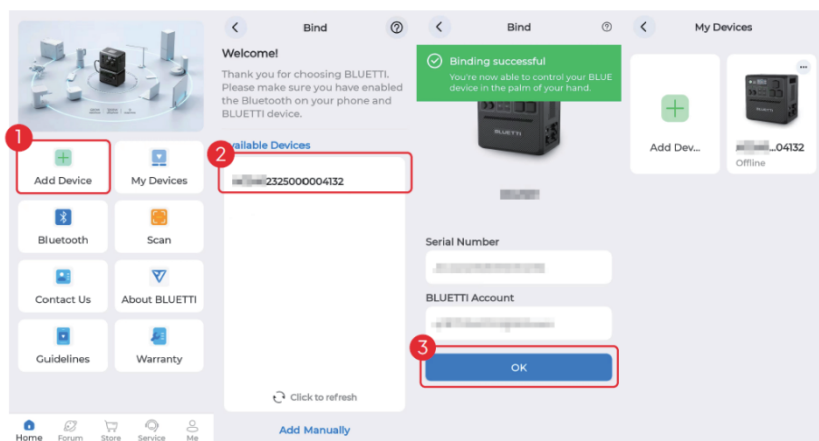 1
Add Device
My Devices
Bluetooth
Scan
Contact Us
About BLUETTI
Guidelines
Warranty
Home
Forum
Store
Service
Me
Bind
Welcome!
Thank you for choosing BLUETTI.
Please make sure you have enabled
the Bluetooth on your phone and
BLUETTI device.
2
Available Devices
2325000004132
Click to refresh
Add Manually
Bind
Binding successful
You're now able to control your BLUE
device in the palm of your hand.
BLUETTI
Serial Number
BLUETTI Account
3
OK
My Devices
Add Dev...
BLUETTI
...04132
Offline